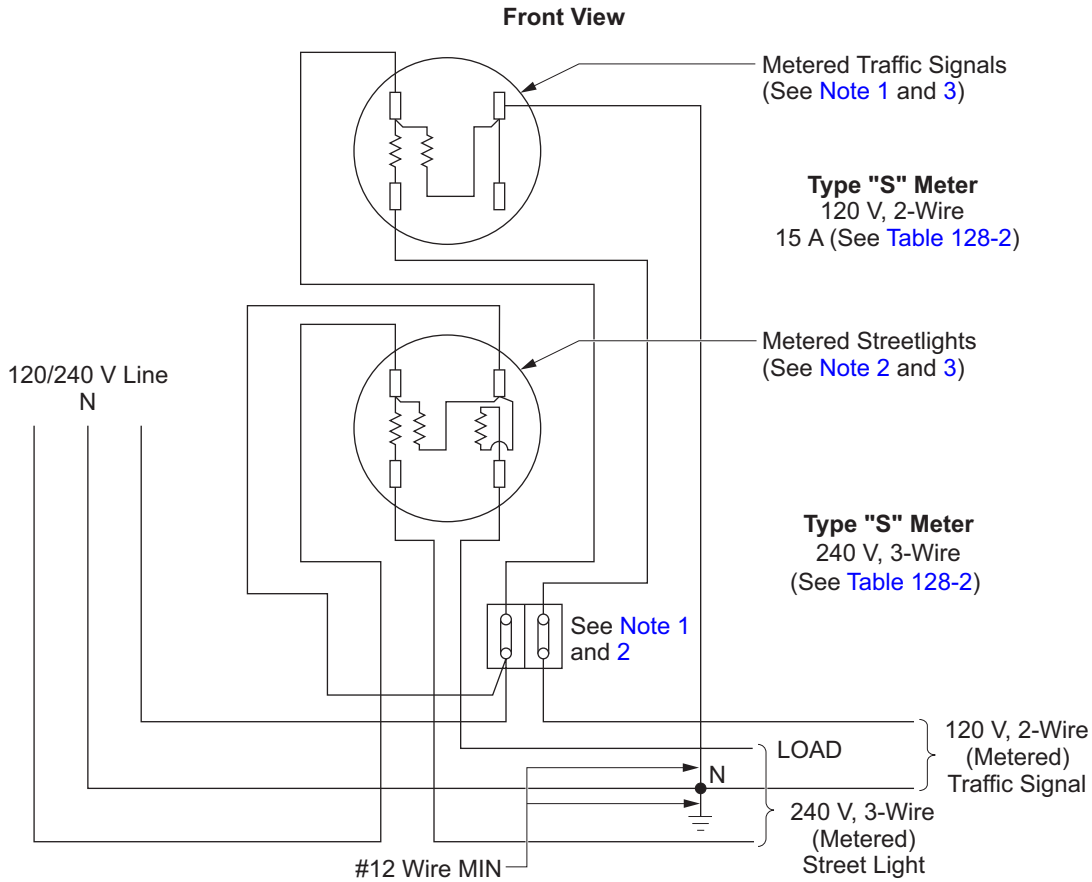 Front View
Metered Traffic Signals
(See Note 1 and 3)
Type "S" Meter
120 V, 2-Wire
15 A (See Table 128-2)
Metered Streetlights
(See Note 2 and 3)
120/240 V Line
N
Type "S" Meter
240 V, 3-Wire
(See Table 128-2)
See Note 1
and 2
120 V, 2-Wire
(Metered)
Traffic Signal
LOAD
N
240 V, 3-Wire
(Metered)
Street Light
#12 Wire MIN